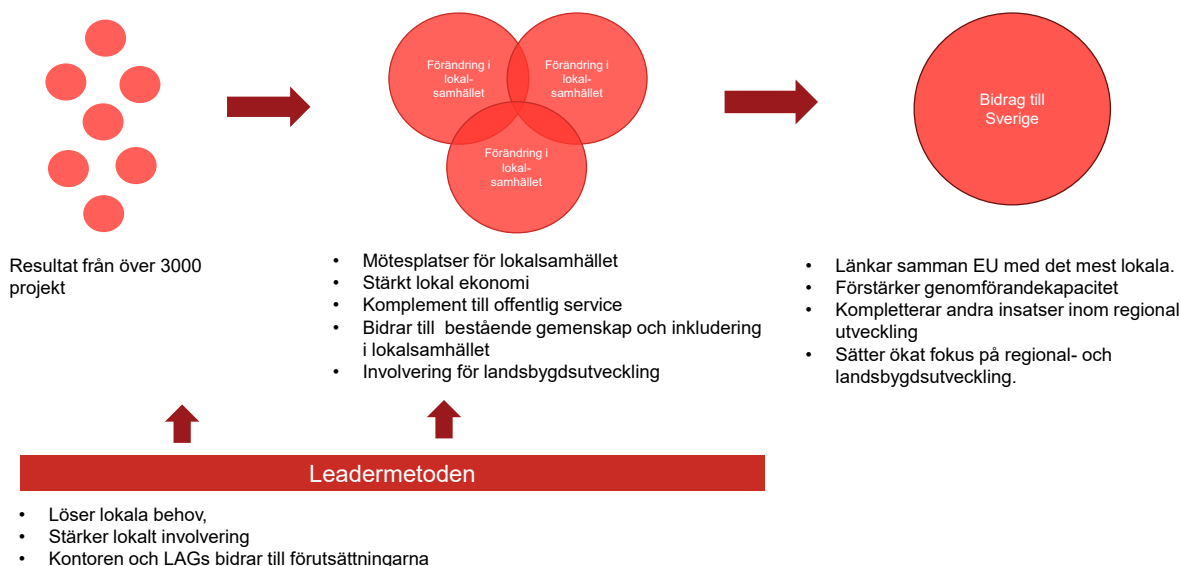 Förändring i
lokal-
samhället
Förändring i
lokal-
samhället
Förändring i
lokal-
samhället
Bidrag till
Sverige
Resultat från över 3000
projekt
• Mötesplatser för lokalsamhället
• Stärkt lokal ekonomi
• Komplement till offentlig service
• Bidrar till bestående gemenskap och inkludering
i lokalsamhället
• Involvering för landsbygdsutveckling
• Länkar samman EU med det mest lokala.
• Förstärker genomförandekapacitet
• Kompletterar andra insatser inom regional
utveckling
• Sätter ökat fokus på regional- och
landsbygdsutveckling.
Leadermetoden
• Löser lokala behov,
• Stärker lokalt involvering
• Kontoren och LAGs bidrar till förutsättningarna